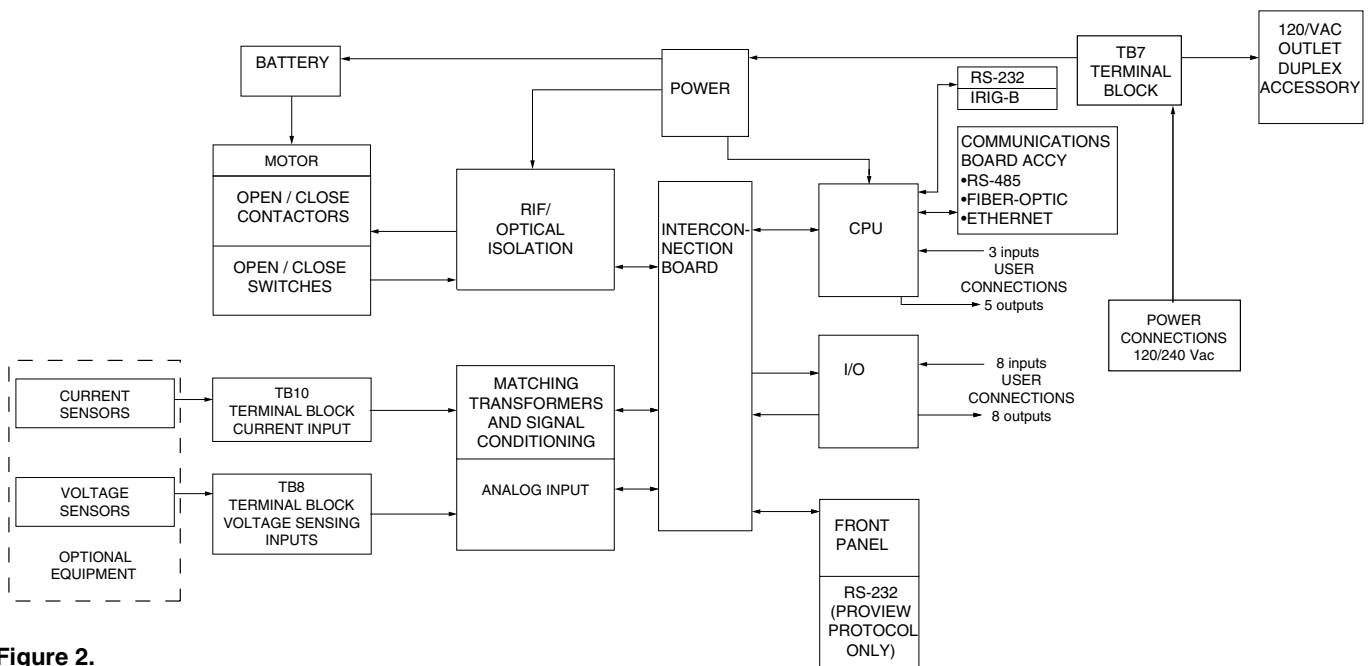 120/VAC
OUTLET
DUPLEX
ACCESSORY
TB7
TERMINAL
BLOCK
BATTERY
POWER
RS-232
IRIG-B
COMMUNICATIONS
BOARD ACCY
•RS-485
•FIBER-OPTIC
•ETHERNET
MOTOR
OPEN / CLOSE
CONTACTORS
OPEN / CLOSE
SWITCHES
RIF/
OPTICAL
ISOLATION
INTERCON-
NECTION
BOARD
CPU
3 inputs
USER
CONNECTIONS
5 outputs
POWER
CONNECTIONS
120/240 Vac
CURRENT
SENSORS
TB10
TERMINAL BLOCK
CURRENT INPUT
MATCHING
TRANSFORMERS
AND SIGNAL
CONDITIONING
I/O
8 inputs
USER
CONNECTIONS
8 outputs
VOLTAGE
SENSORS
OPTIONAL
EQUIPMENT
TB8
TERMINAL BLOCK
VOLTAGE SENSING
INPUTS
ANALOG INPUT
FRONT
PANEL
RS-232
(PROVIEW
PROTOCOL
ONLY)
Figure 2.